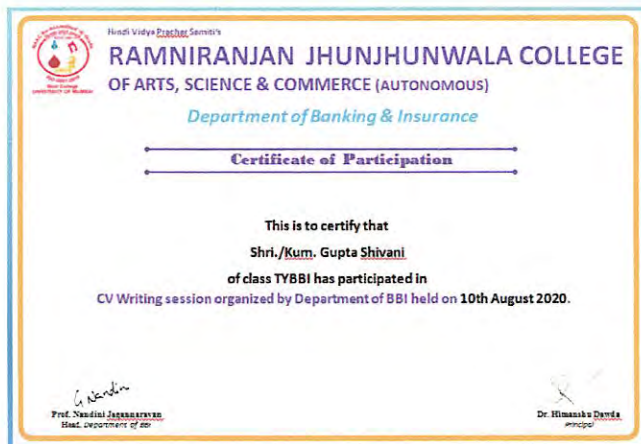 Hindi Vidya Prachar Samiti's
RAMNIRANJAN JHUNJHUNWALA COLLEGE
OF ARTS, SCIENCE & COMMERCE (AUTONOMOUS)
Department of Banking & Insurance
Certificate of Participation
This is to certify that
Shri./Kum. Gupta Shivani
of class TYBBI has participated in
CV Writing session organized by Department of BBI held on 10th August 2020.
G Nandini
Prof. Nandini Jagannarayan
Head, Department of BBI
Dr. Himanshu Dawda
Principal